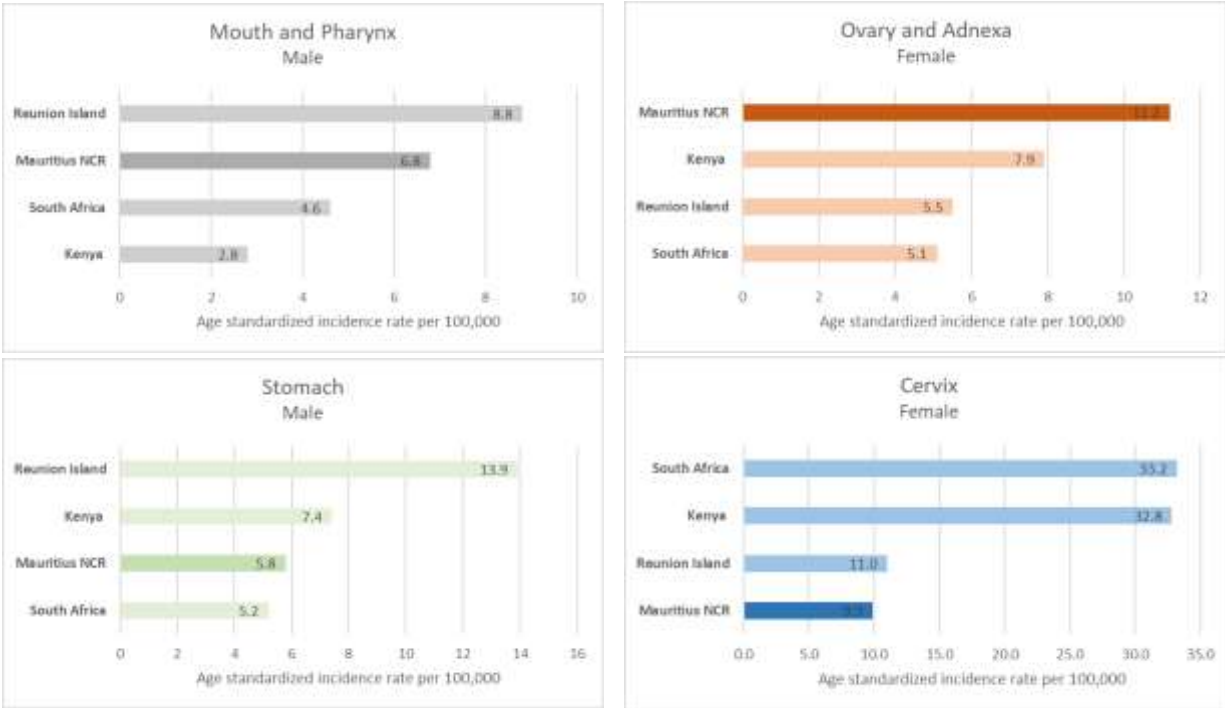 Mouth and Pharynx
Male
Reunion Island
8.8
Mauritius NCR
6.8
South Africa
4.6
Kenya
2.8
0 2 4 6 8 10
Age standardized incidence rate per 100,000
Ovary and Adnexa
Female
Mauritius NCR
11.2
Kenya
7.9
Reunion Island
5.5
South Africa
5.1
0 2 4 6 8 10 12
Age standardized incidence rate per 100,000
Stomach
Male
Reunion Island
13.9
Kenya
7.4
Mauritius NCR
5.8
South Africa
5.2
0 2 4 6 8 10 12 14 16
Age standardized incidence rate per 100,000
Cervix
Female
South Africa
33.2
Kenya
32.8
Reunion Island
11.0
Mauritius NCR
0.0 5.0 10.0 15.0 20.0 25.0 30.0 35.0
Age standardized incidence rate per 100,000